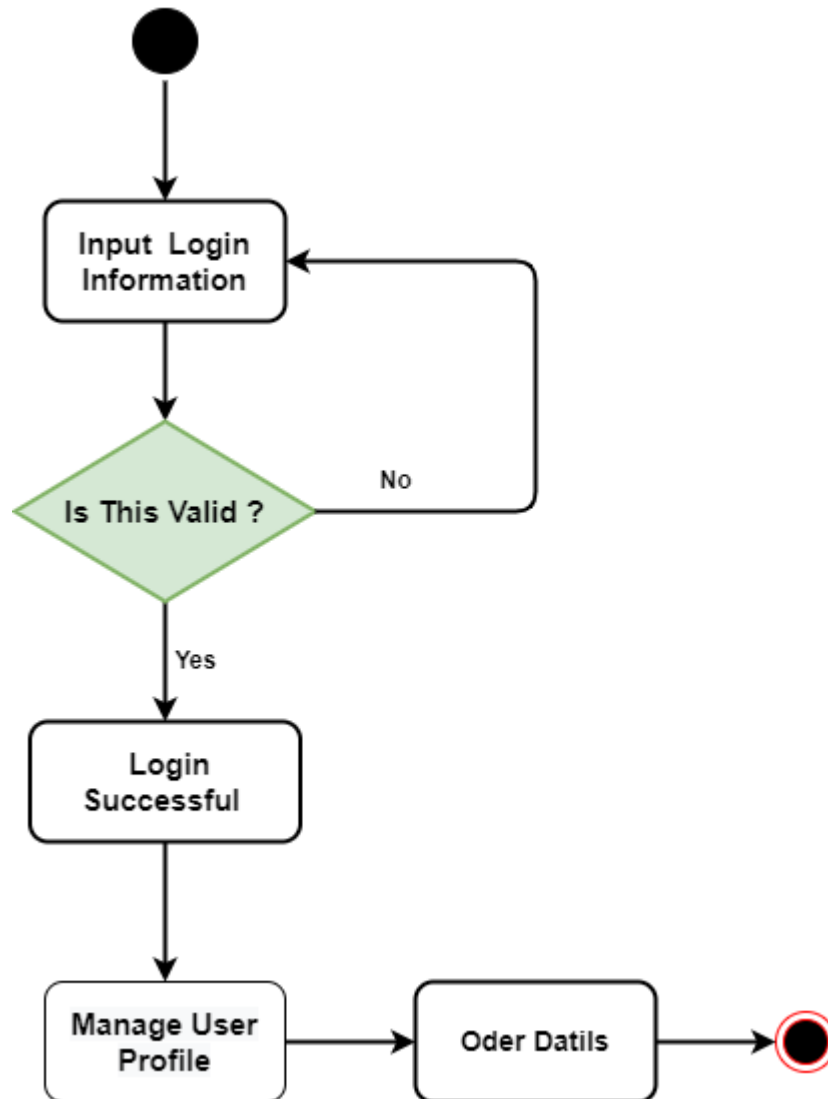 Input Login
Information
Is This Valid ?
No
Yes
Login
Successful
Manage User
Profile
Oder Datils